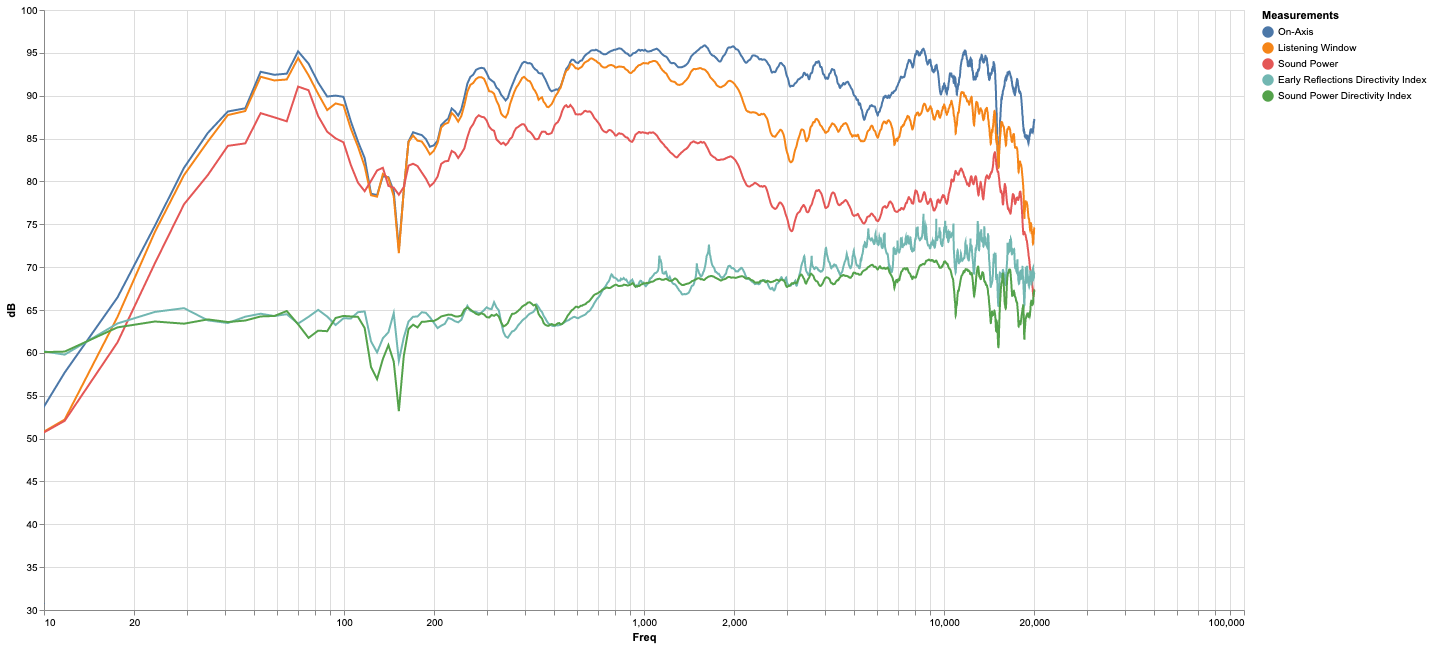 100
95
90
85
80
75
70
65
60
55
50
45
40
35
30
dB
10 20 100 200 1,000 2,000 10,000 20,000 100,000
Freq
Measurements
On-Axis
Listening Window
Sound Power
Early Reflections Directivity Index
Sound Power Directivity Index